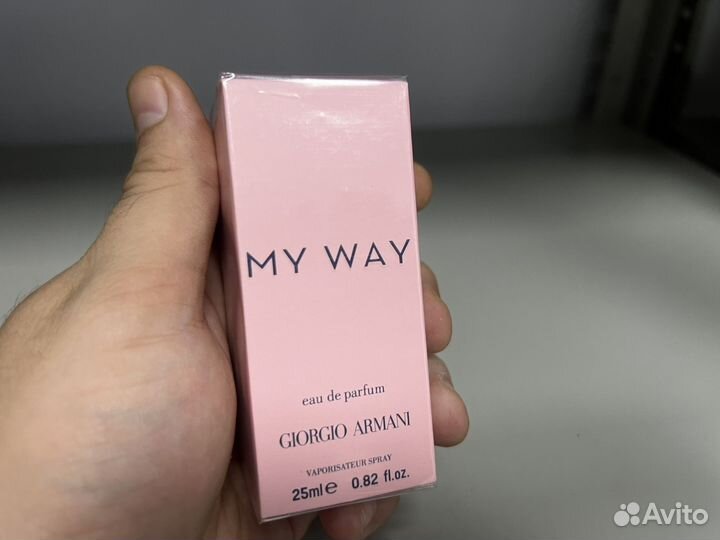 MY WAY
eau de parfum
GIORGIO ARMANI
VAPORISATEUR SPRAY
25ml e 0.82 fl.oz.
Avito